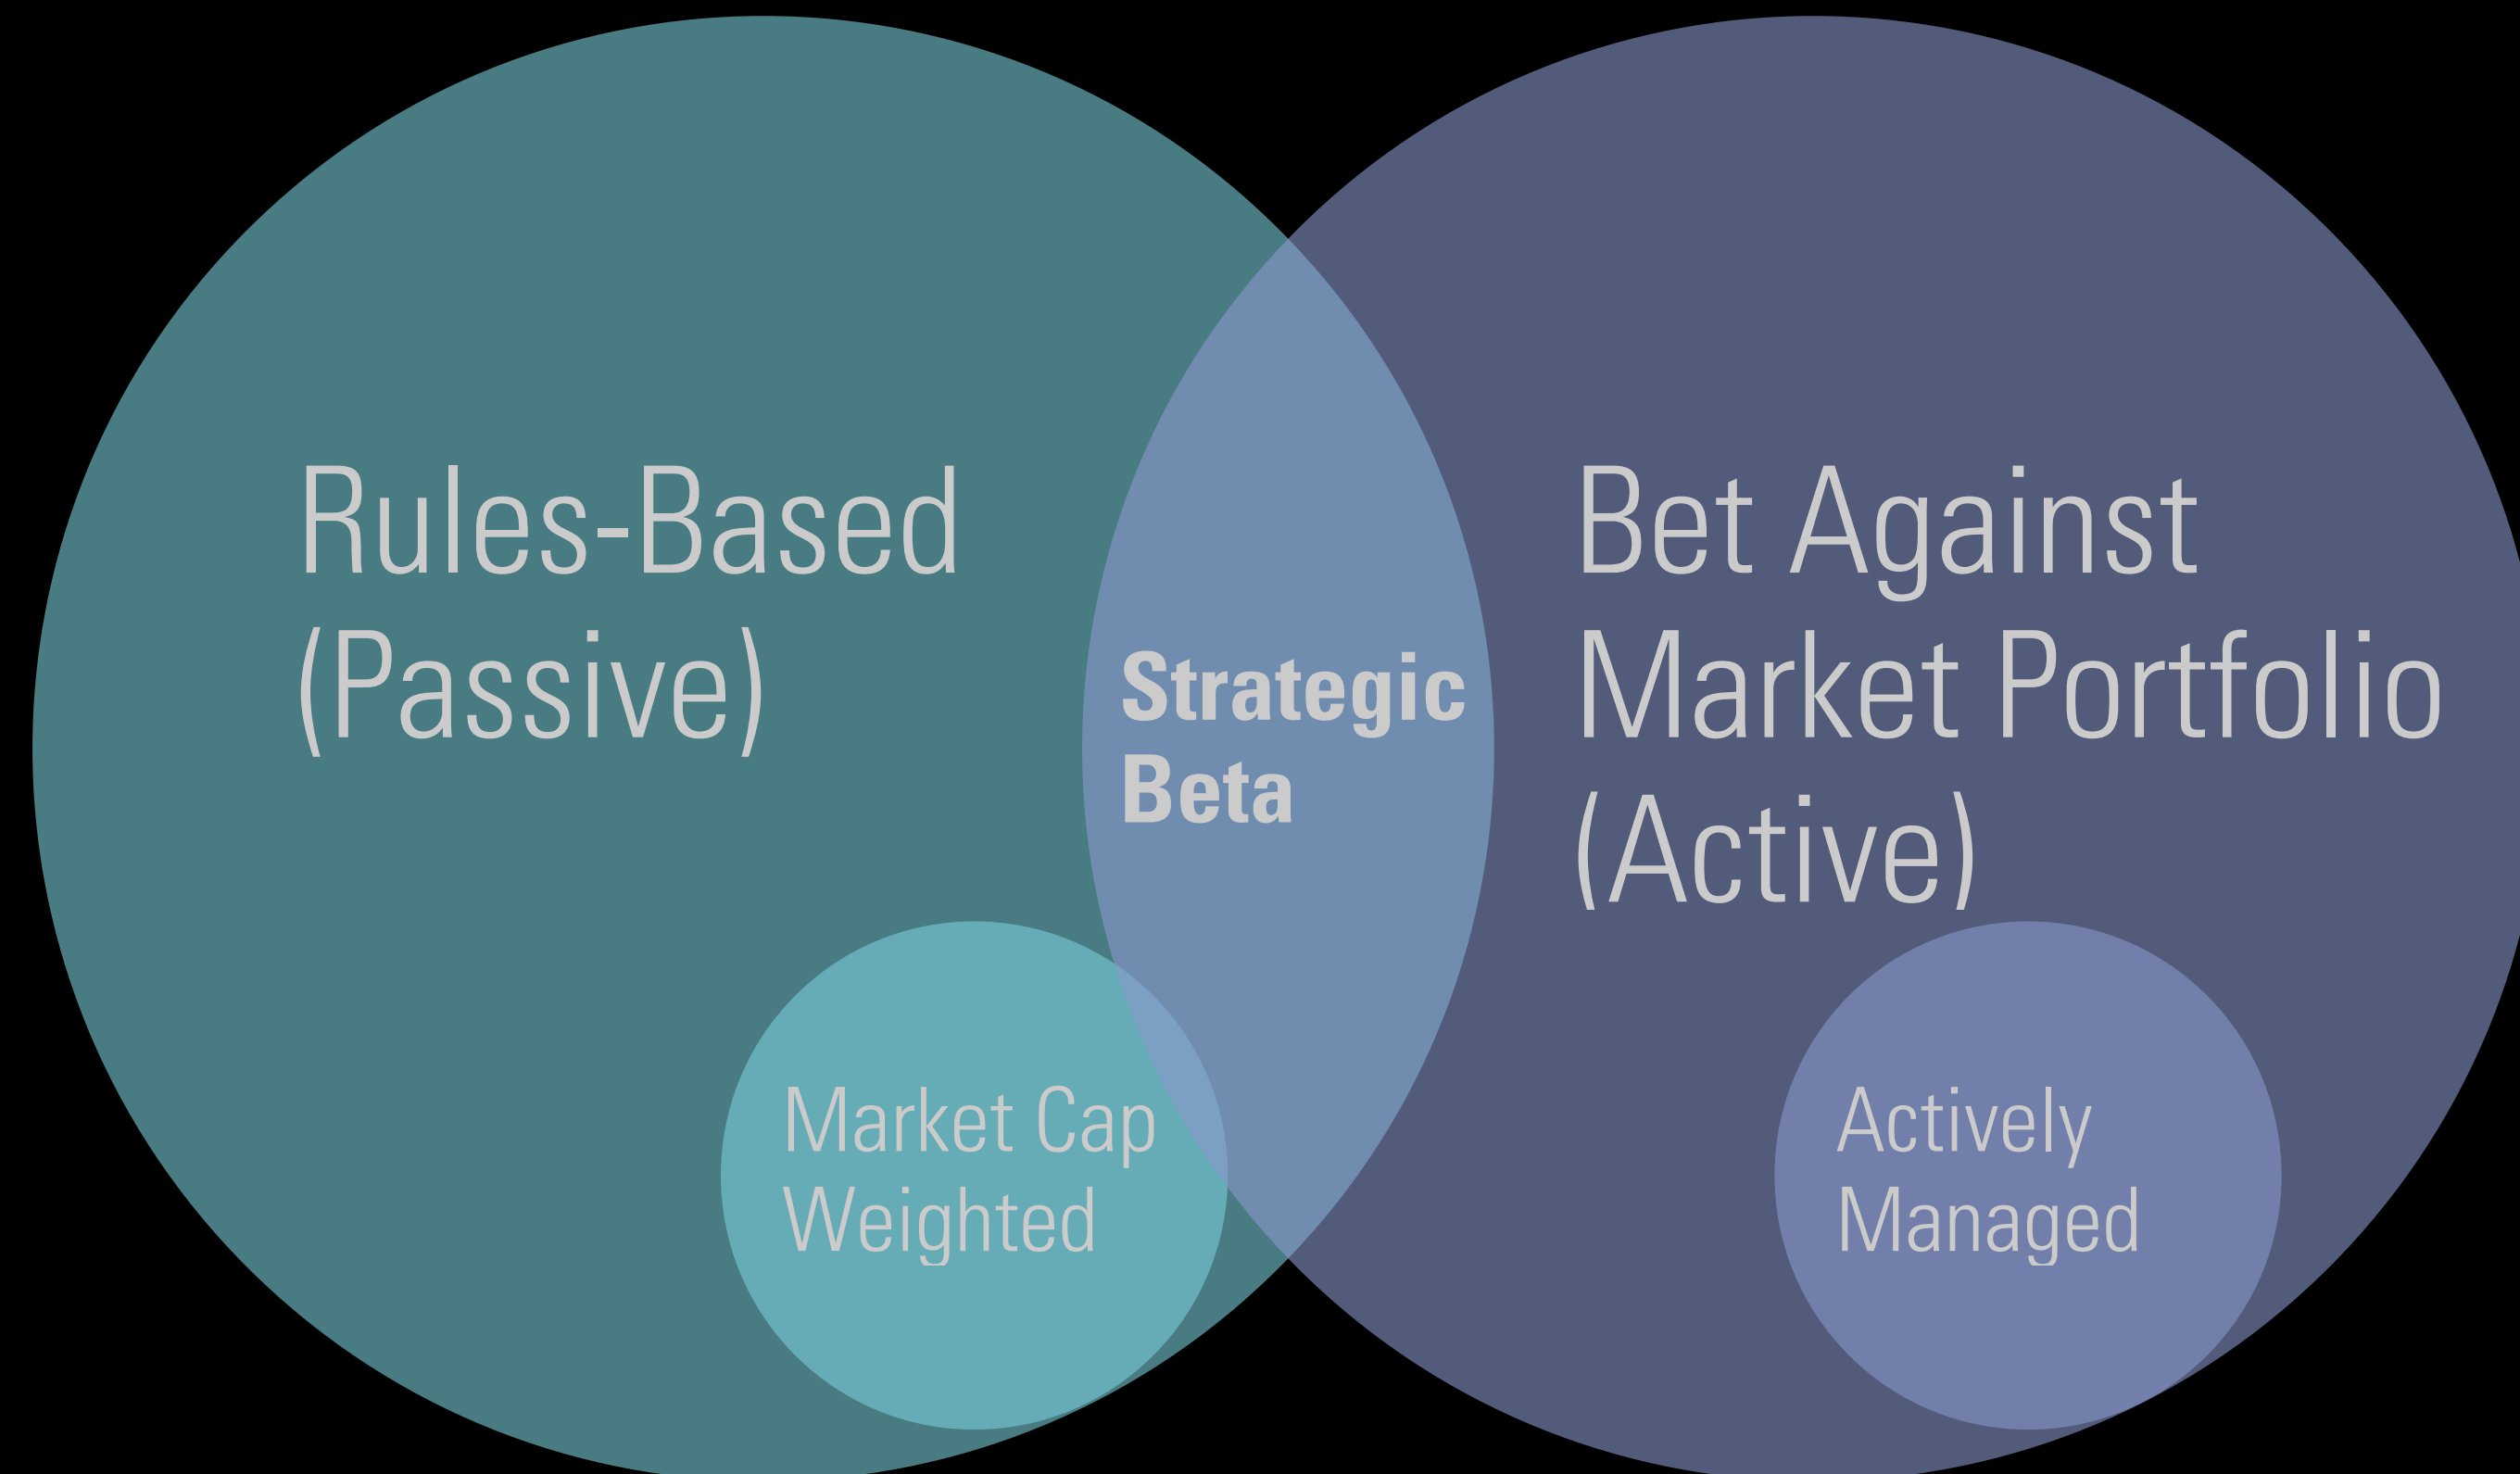 Rules-Based
(Passive)
Strategic
Beta
Bet Against
Market Portfolio
(Active)
Market Cap
Weighted
Actively
Managed